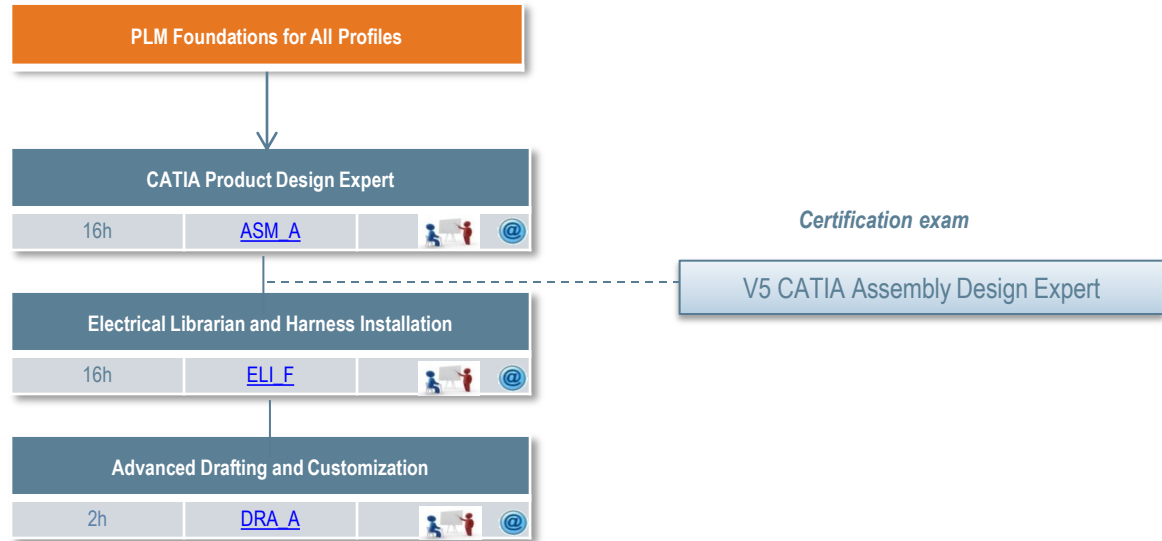 PLM Foundations for All Profiles
CATIA Product Design Expert
16h ASM_A @
Certification exam
V5 CATIA Assembly Design Expert
Electrical Librarian and Harness Installation
16h ELI_F @
Advanced Drafting and Customization
2h DRA_A @